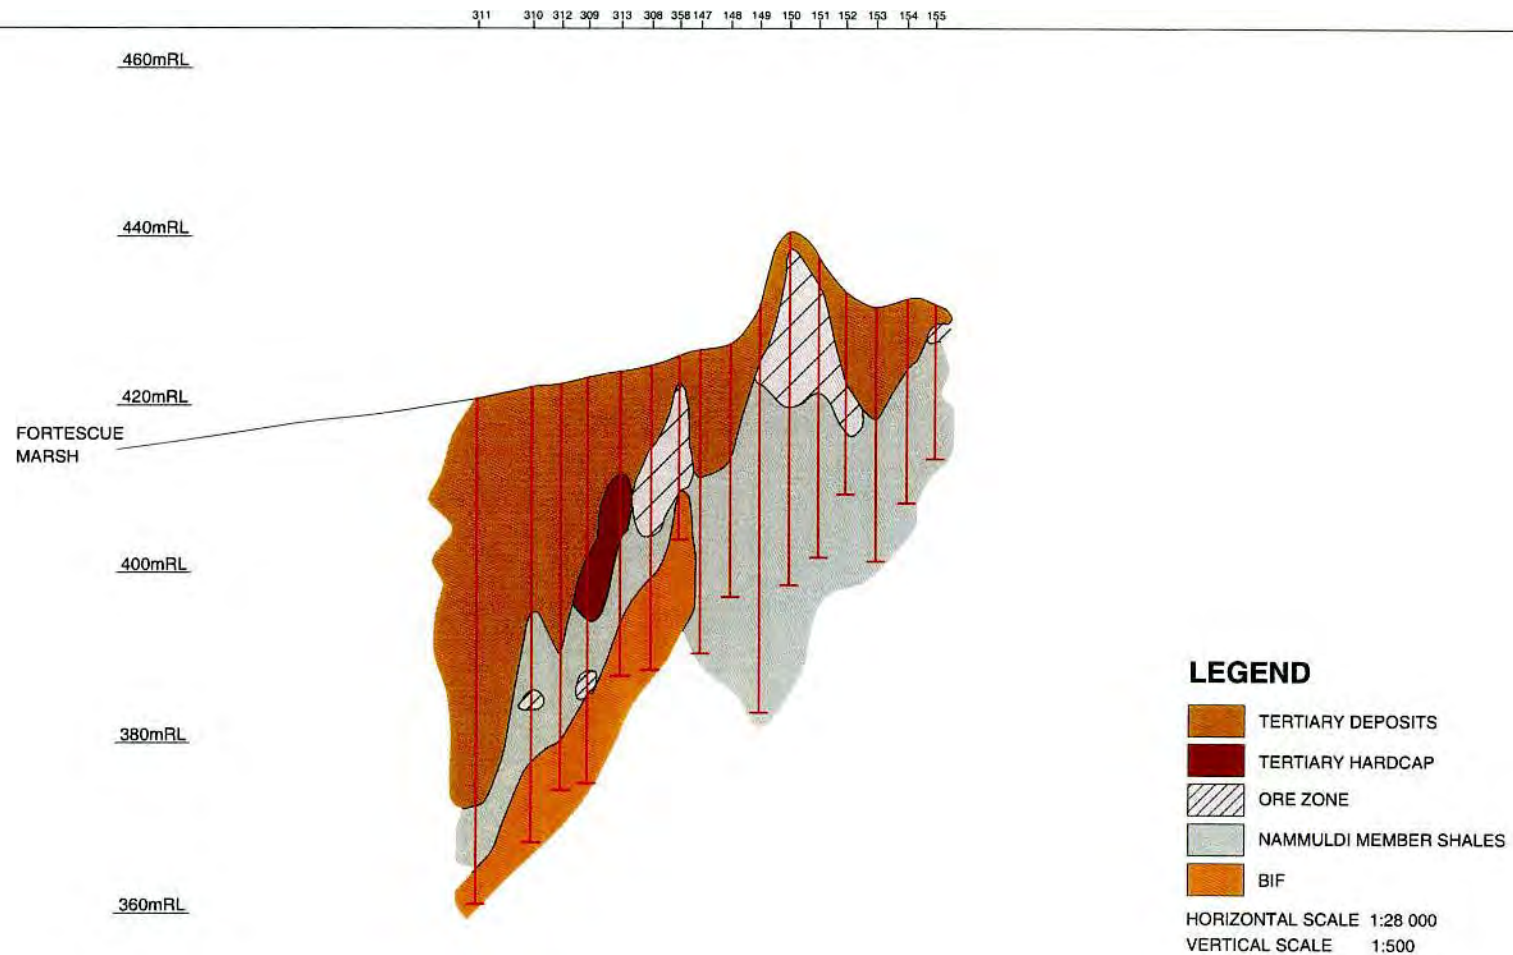 311 310 312 309 313 308 358 147 148 149 150 151 152 153 154 155
460mRL
440mRL
420mRL
FORTESCUE
MARSH
400mRL
380mRL
360mRL
LEGEND
TERTIARY DEPOSITS
TERTIARY HARDCAP
ORE ZONE
NAMMULDI MEMBER SHALES
BIF
HORIZONTAL SCALE 1:28 000
VERTICAL SCALE 1:500